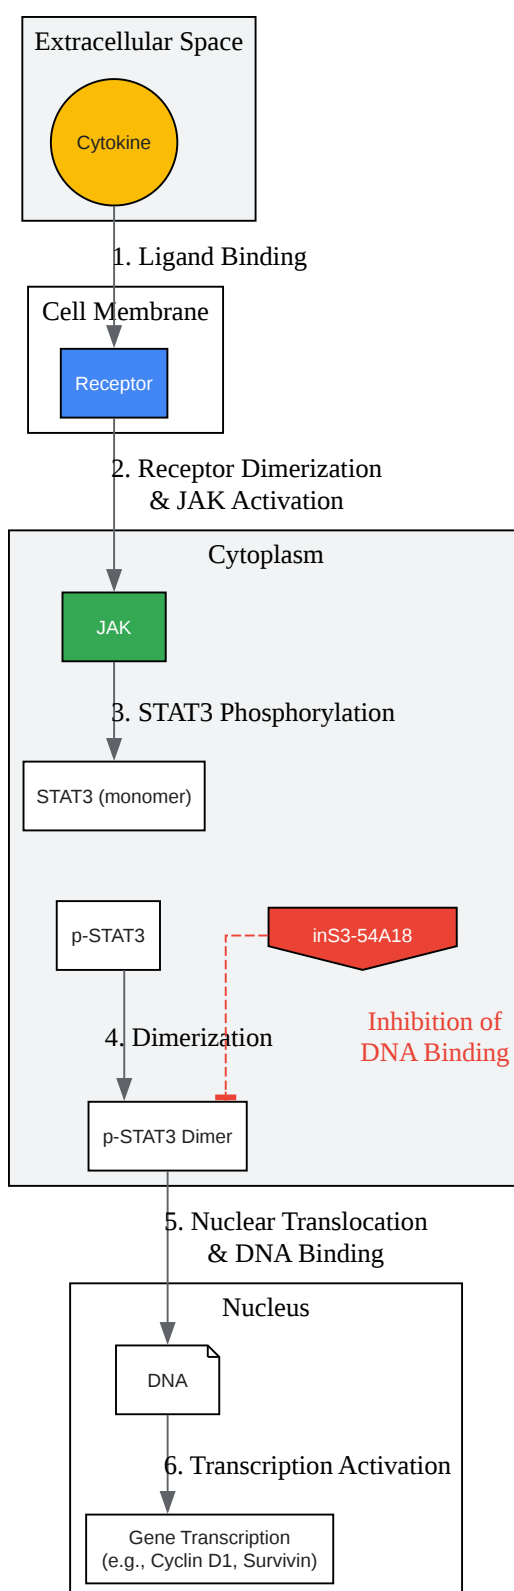 Extracellular Space
Cytokine
1. Ligand Binding
Cell Membrane
Receptor
2. Receptor Dimerization
& JAK Activation
Cytoplasm
JAK
3. STAT3 Phosphorylation
STAT3 (monomer)
p-STAT3
inS3-54A18
Inhibition of
DNA Binding
4. Dimerization
p-STAT3 Dimer
5. Nuclear Translocation
& DNA Binding
Nucleus
DNA
6. Transcription Activation
Gene Transcription
(e.g., Cyclin D1, Survivin)